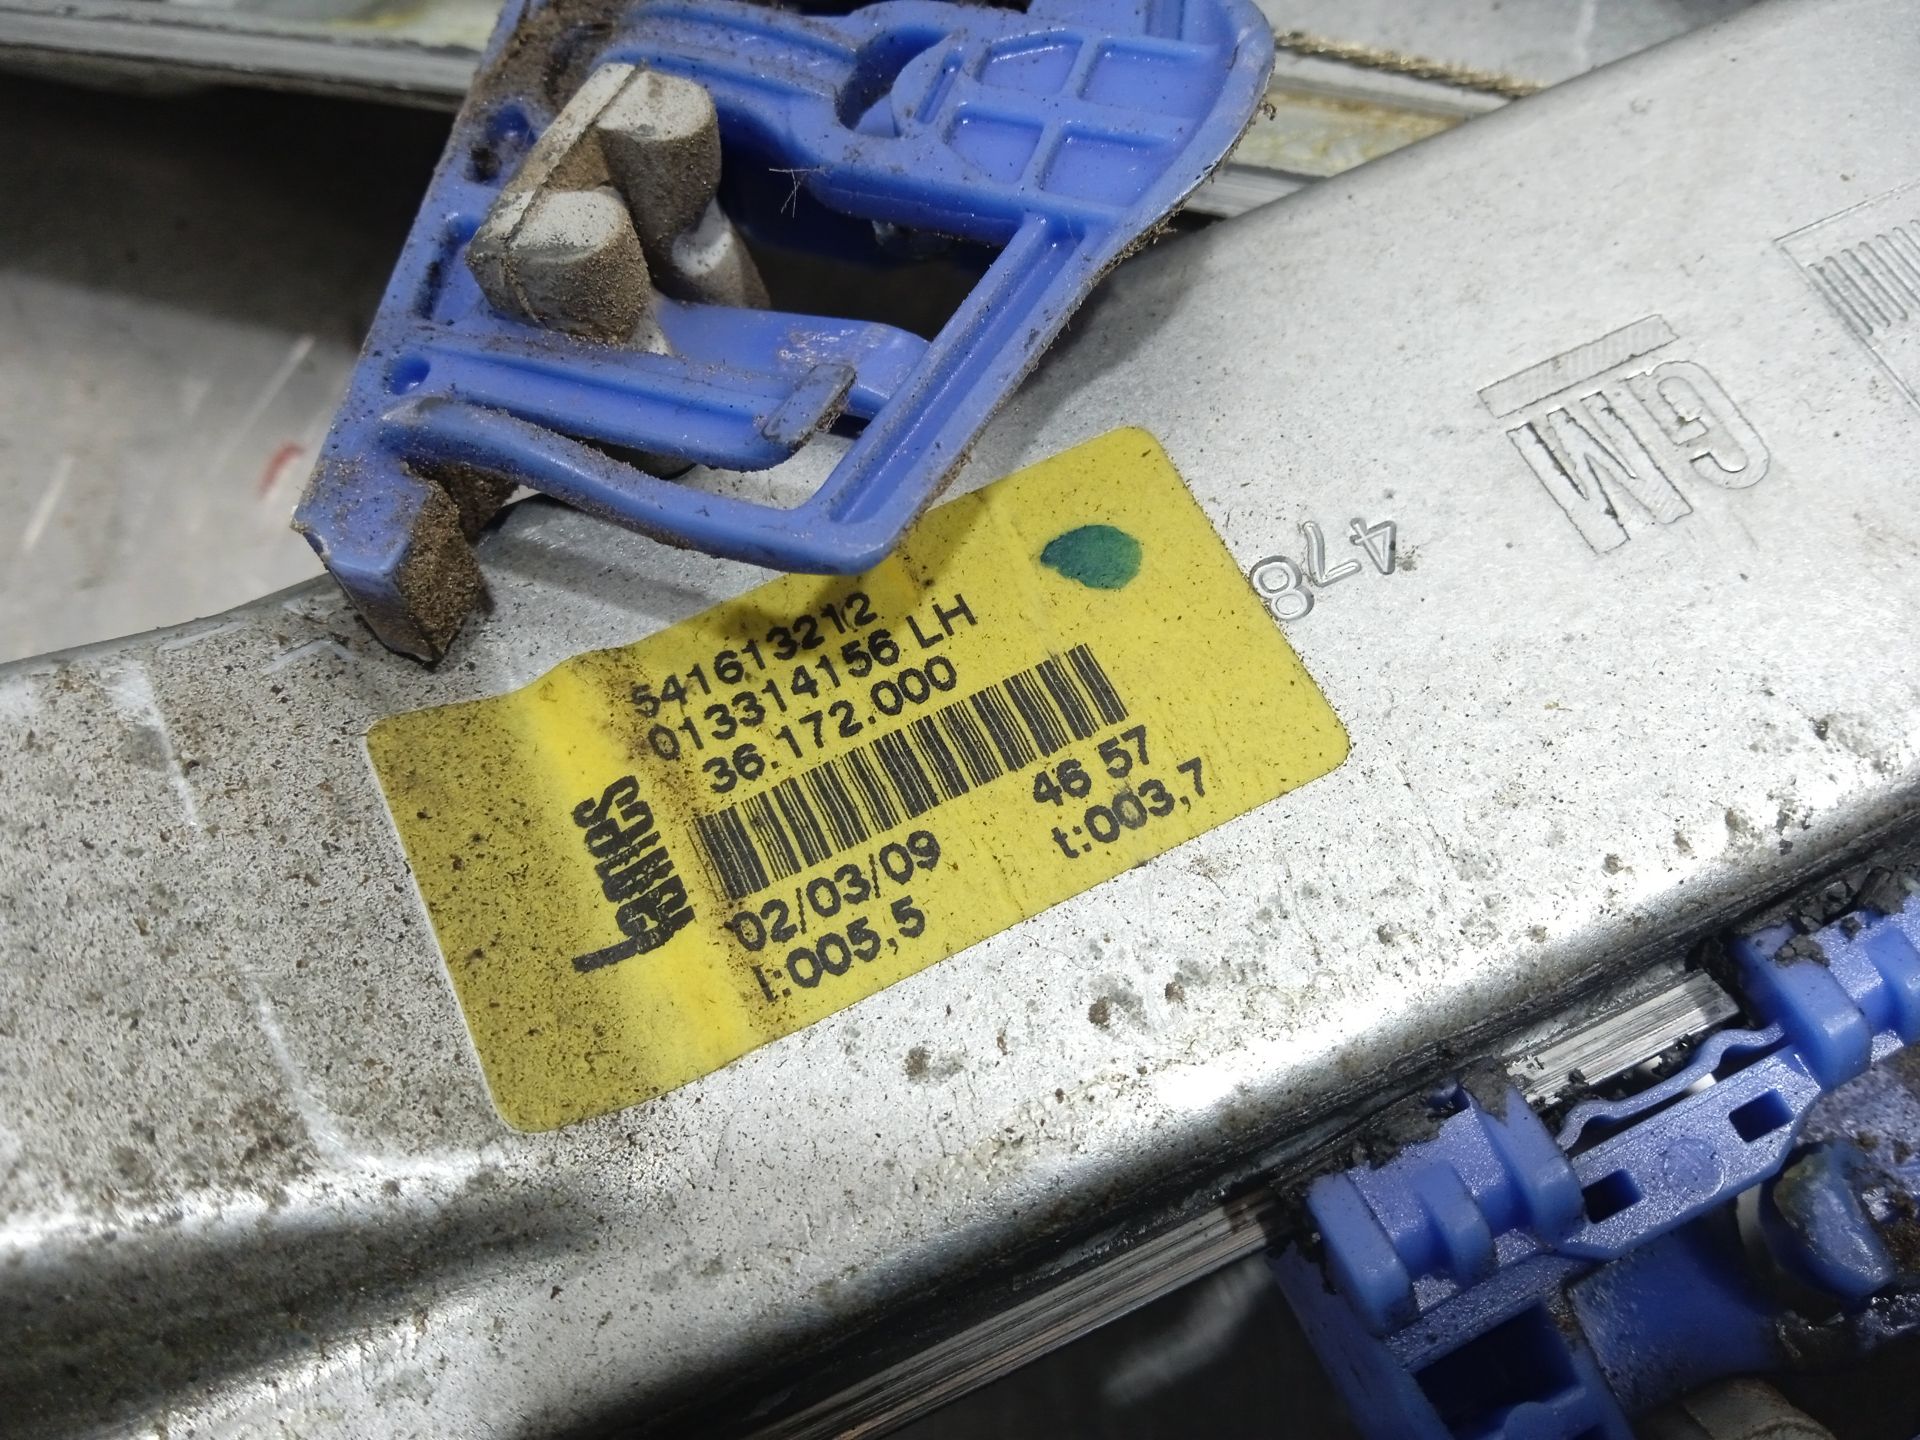 541613212
013314156 LH
36.172.000
46 57
02/03/09
t:003,7
l:005,5
GM
478